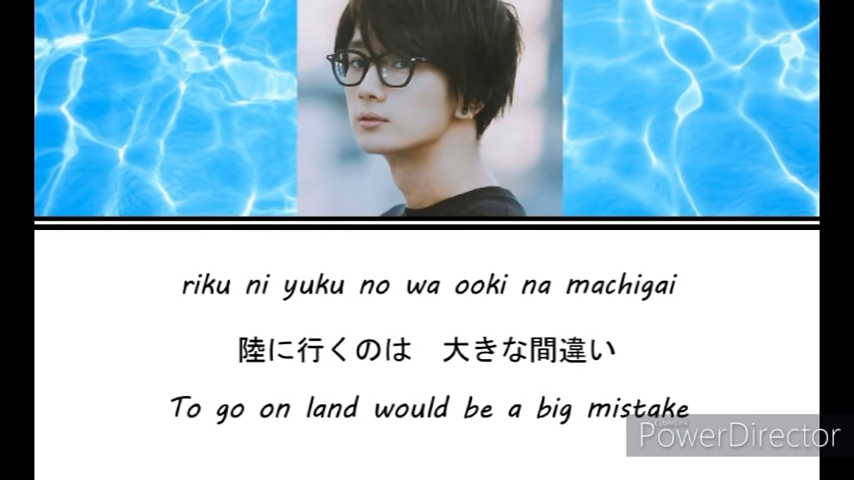 riku ni yuku no wa ooki na machigai
陸に行くのは　大きな間違い
To go on land would be a big mistake
CyberLink
PowerDirector